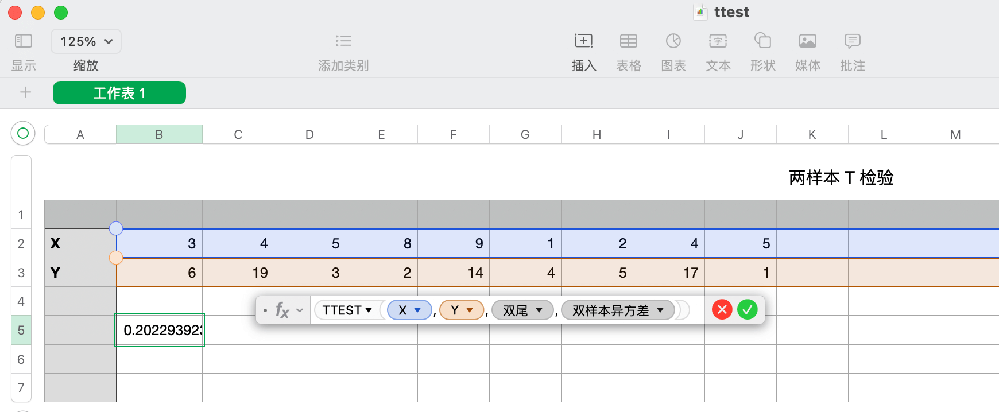 ttest
125%
显示 缩放 添加类别 插入 表格 图表 文本 形状 媒体 批注
工作表 1
A B C D E F G H I J K L M
两样本 T 检验
1
2 X 3 4 5 8 9 1 2 4 5
3 Y 6 19 3 2 14 4 5 17 1
4
fx TTEST ( X , Y , 双尾 , 双样本异方差 )
5 0.20229392
6
7